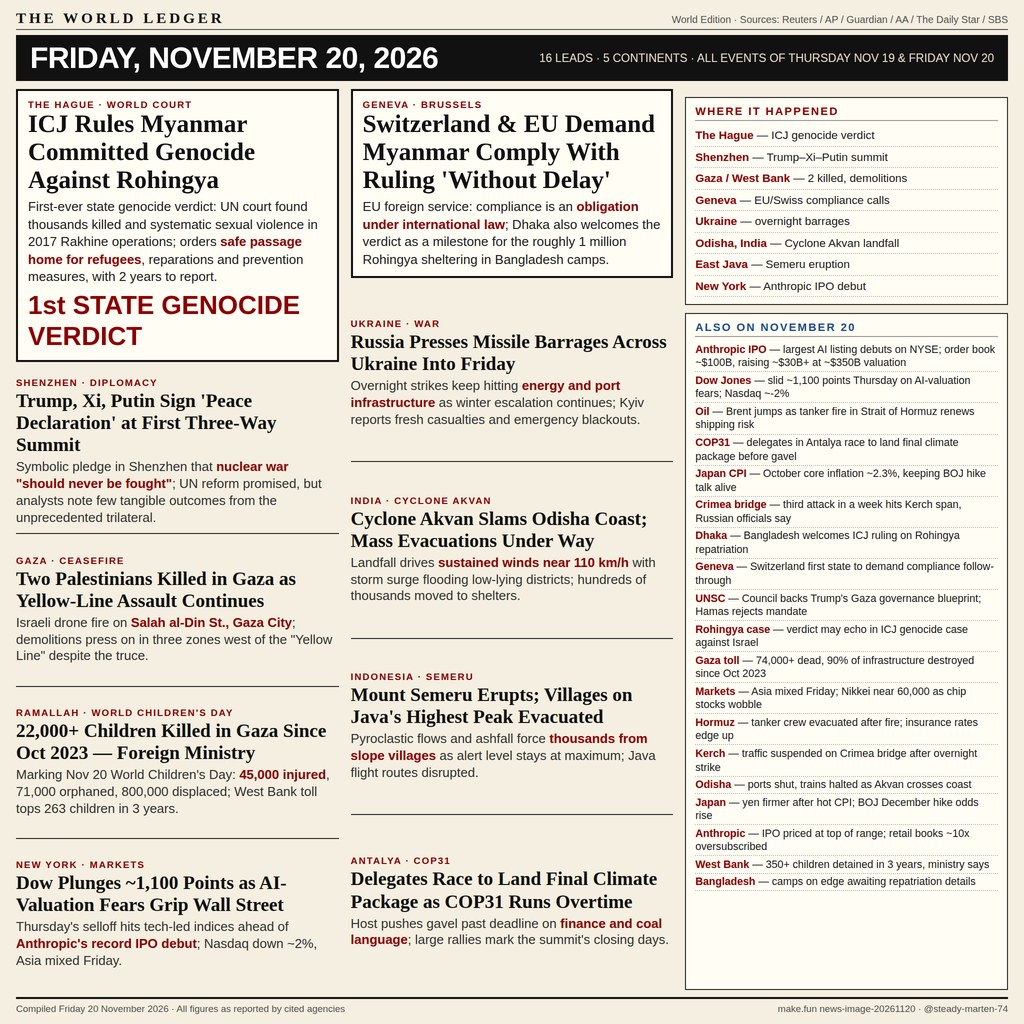 THE WORLD LEDGER
World Edition · Sources: Reuters / AP / Guardian / AA / The Daily Star / SBS
FRIDAY, NOVEMBER 20, 2026
16 LEADS · 5 CONTINENTS · ALL EVENTS OF THURSDAY NOV 19 & FRIDAY NOV 20
THE HAGUE · WORLD COURT
ICJ Rules Myanmar
Committed Genocide
Against Rohingya
First-ever state genocide verdict: UN court found
thousands killed and systematic sexual violence in
2017 Rakhine operations; orders safe passage
home for refugees, reparations and prevention
measures, with 2 years to report.
1st STATE GENOCIDE
VERDICT
SHENZHEN · DIPLOMACY
Trump, Xi, Putin Sign 'Peace
Declaration' at First Three-Way
Summit
Symbolic pledge in Shenzhen that nuclear war
"should never be fought"; UN reform promised, but
analysts note few tangible outcomes from the
unprecedented trilateral.
GAZA · CEASEFIRE
Two Palestinians Killed in Gaza as
Yellow-Line Assault Continues
Israeli drone fire on Salah al-Din St., Gaza City;
demolitions press on in three zones west of the "Yellow
Line" despite the truce.
RAMALLAH · WORLD CHILDREN'S DAY
22,000+ Children Killed in Gaza Since
Oct 2023 — Foreign Ministry
Marking Nov 20 World Children's Day: 45,000 injured,
71,000 orphaned, 800,000 displaced; West Bank toll
tops 263 children in 3 years.
NEW YORK · MARKETS
Dow Plunges ~1,100 Points as AI-
Valuation Fears Grip Wall Street
Thursday's selloff hits tech-led indices ahead of
Anthropic's record IPO debut; Nasdaq down ~2%,
Asia mixed Friday.
GENEVA · BRUSSELS
Switzerland & EU Demand
Myanmar Comply With
Ruling 'Without Delay'
EU foreign service: compliance is an obligation
under international law; Dhaka also welcomes the
verdict as a milestone for the roughly 1 million
Rohingya sheltering in Bangladesh camps.
UKRAINE · WAR
Russia Presses Missile Barrages Across
Ukraine Into Friday
Overnight strikes keep hitting energy and port
infrastructure as winter escalation continues; Kyiv
reports fresh casualties and emergency blackouts.
INDIA · CYCLONE AKVAN
Cyclone Akvan Slams Odisha Coast;
Mass Evacuations Under Way
Landfall drives sustained winds near 110 km/h with
storm surge flooding low-lying districts; hundreds of
thousands moved to shelters.
INDONESIA · SEMERU
Mount Semeru Erupts; Villages on
Java's Highest Peak Evacuated
Pyroclastic flows and ashfall force thousands from
slope villages as alert level stays at maximum; Java
flight routes disrupted.
ANTALYA · COP31
Delegates Race to Land Final Climate
Package as COP31 Runs Overtime
Host pushes gavel past deadline on finance and coal
language; large rallies mark the summit's closing days.
WHERE IT HAPPENED
The Hague — ICJ genocide verdict
Shenzhen — Trump–Xi–Putin summit
Gaza / West Bank — 2 killed, demolitions
Geneva — EU/Swiss compliance calls
Ukraine — overnight barrages
Odisha, India — Cyclone Akvan landfall
East Java — Semeru eruption
New York — Anthropic IPO debut
ALSO ON NOVEMBER 20
Anthropic IPO — largest AI listing debuts on NYSE; order book
~$100B, raising ~$30B+ at ~$350B valuation
Dow Jones — slid ~1,100 points Thursday on AI-valuation
fears; Nasdaq ~-2%
Oil — Brent jumps as tanker fire in Strait of Hormuz renews
shipping risk
COP31 — delegates in Antalya race to land final climate
package before gavel
Japan CPI — October core inflation ~2.3%, keeping BOJ hike
talk alive
Crimea bridge — third attack in a week hits Kerch span,
Russian officials say
Dhaka — Bangladesh welcomes ICJ ruling on Rohingya
repatriation
Geneva — Switzerland first state to demand compliance follow-
through
UNSC — Council backs Trump's Gaza governance blueprint;
Hamas rejects mandate
Rohingya case — verdict may echo in ICJ genocide case
against Israel
Gaza toll — 74,000+ dead, 90% of infrastructure destroyed
since Oct 2023
Markets — Asia mixed Friday; Nikkei near 60,000 as chip
stocks wobble
Hormuz — tanker crew evacuated after fire; insurance rates
edge up
Kerch — traffic suspended on Crimea bridge after overnight
strike
Odisha — ports shut, trains halted as Akvan crosses coast
Japan — yen firmer after hot CPI; BOJ December hike odds
rise
Anthropic — IPO priced at top of range; retail books ~10x
oversubscribed
West Bank — 350+ children detained in 3 years, ministry says
Bangladesh — camps on edge awaiting repatriation details
Compiled Friday 20 November 2026 · All figures as reported by cited agencies
make.fun news-image-20261120 · @steady-marten-74